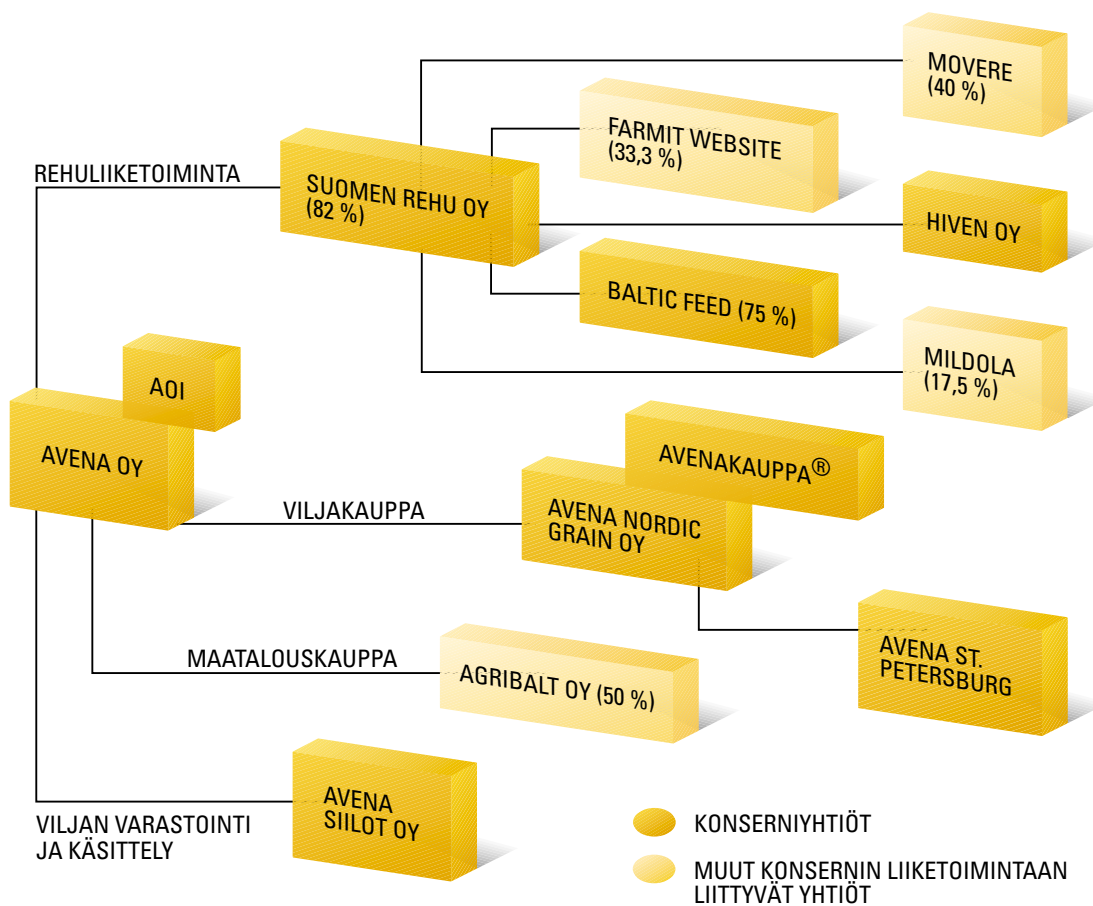 MOVERE
(40 %)
FARMIT WEBSITE
(33,3 %)
REHULIIKETOIMINTA
SUOMEN REHU OY
(82 %)
HIVEN OY
BALTIC FEED (75 %)
MILDOLA
(17,5 %)
AOI
AVENA OY
AVENAKAUPPA®
VILJAKAUPPA
AVENA NORDIC
GRAIN OY
MAATALOUSKAUPPA
AGRIBALT OY (50 %)
AVENA ST.
PETERSBURG
AVENA
SIILOT OY
VILJAN VARASTOINTI
JA KÄSITTELY
KONSERNIYHTIÖT
MUUT KONSERNIN LIIKETOIMINTAAN
LIITTYVÄT YHTIÖT